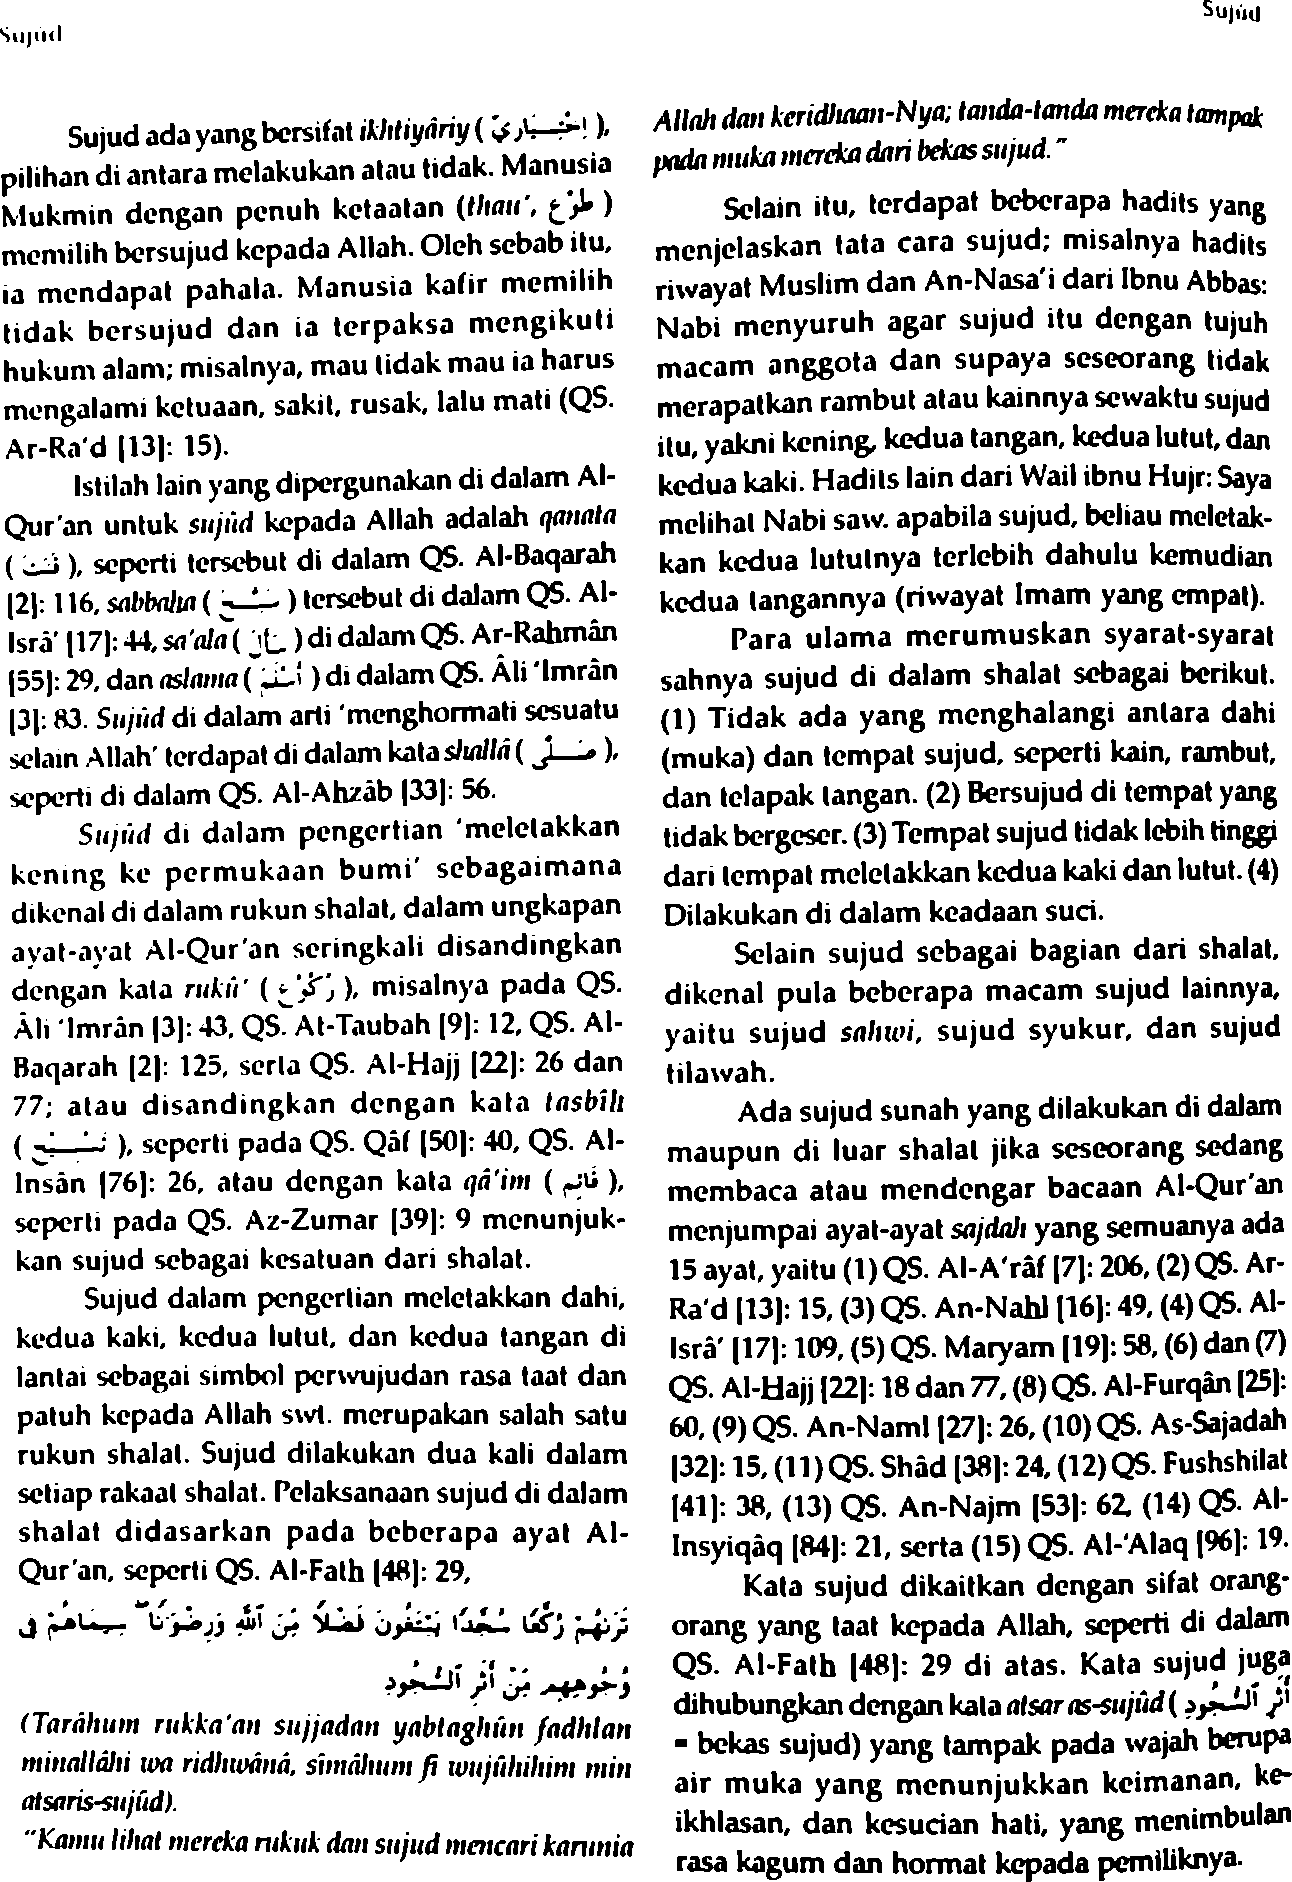 Sujûd
Sujud ada yang bersifat ikhtiyâriy ( اِخْتِيَارِيّ ),
pilihan di antara melakukan atau tidak. Manusia
Mukmin dengan penuh ketaatan (thau', طَوْع )
memilih bersujud kepada Allah. Oleh sebab itu,
ia mendapat pahala. Manusia kafir memilih
tidak bersujud dan ia terpaksa mengikuti
hukum alam; misalnya, mau tidak mau ia harus
mengalami ketuaan, sakit, rusak, lalu mati (QS.
Ar-Ra'd [13]: 15).
Istilah lain yang dipergunakan di dalam Al-
Qur'an untuk sujûd kepada Allah adalah qanata
( قَنَتَ ), seperti tersebut di dalam QS. Al-Baqarah
[2]: 116, sabbaha ( سَبَّحَ ) tersebut di dalam QS. Al-
Isrâ' [17]: 44, sa'ala ( سَأَلَ ) di dalam QS. Ar-Rahmân
[55]: 29, dan aslama ( أَسْلَمَ ) di dalam QS. Âli 'Imrân
[3]: 83. Sujûd di dalam arti 'menghormati sesuatu
selain Allah' terdapat di dalam kata shallâ ( صَلَّى ),
seperti di dalam QS. Al-Ahzâb [33]: 56.
Sujûd di dalam pengertian 'meletakkan
kening ke permukaan bumi' sebagaimana
dikenal di dalam rukun shalat, dalam ungkapan
ayat-ayat Al-Qur'an seringkali disandingkan
dengan kata rukû' ( رُكُوْع ), misalnya pada QS.
Âli 'Imrân [3]: 43, QS. At-Taubah [9]: 12, QS. Al-
Baqarah [2]: 125, serta QS. Al-Hajj [22]: 26 dan
77; atau disandingkan dengan kata tasbîh
( تَسْبِيْح ), seperti pada QS. Qâf [50]: 40, QS. Al-
Insân [76]: 26, atau dengan kata qâ'im ( قَائِم ),
seperti pada QS. Az-Zumar [39]: 9 menunjuk-
kan sujud sebagai kesatuan dari shalat.
Sujud dalam pengertian meletakkan dahi,
kedua kaki, kedua lutut, dan kedua tangan di
lantai sebagai simbol perwujudan rasa taat dan
patuh kepada Allah swt. merupakan salah satu
rukun shalat. Sujud dilakukan dua kali dalam
setiap rakaat shalat. Pelaksanaan sujud di dalam
shalat didasarkan pada beberapa ayat Al-
Qur'an, seperti QS. Al-Fath [48]: 29,
تَرَىٰهُمْ رُكَّعًا سُجَّدًا يَبْتَغُونَ فَضْلًا مِّنَ ٱللَّهِ وَرِضْوَٰنًا ۖ سِيمَاهُمْ فِى
وُجُوهِهِم مِّنْ أَثَرِ ٱلسُّجُودِ
(Tarâhum rukka'an sujjadan yabtaghûn fadhlan
minallâhi wa ridhwânâ, sîmâhum fî wujûhihim min
atsaris-sujûd).
"Kamu lihat mereka rukuk dan sujud mencari karunia
Sujûd
Allah dan keridhaan-Nya; tanda-tanda mereka tampak
pada muka mereka dari bekas sujud."
Selain itu, terdapat beberapa hadits yang
menjelaskan tata cara sujud; misalnya hadits
riwayat Muslim dan An-Nasa'i dari Ibnu Abbas:
Nabi menyuruh agar sujud itu dengan tujuh
macam anggota dan supaya seseorang tidak
merapatkan rambut atau kainnya sewaktu sujud
itu, yakni kening, kedua tangan, kedua lutut, dan
kedua kaki. Hadits lain dari Wail ibnu Hujr: Saya
melihat Nabi saw. apabila sujud, beliau meletak-
kan kedua lututnya terlebih dahulu kemudian
kedua tangannya (riwayat Imam yang empat).
Para ulama merumuskan syarat-syarat
sahnya sujud di dalam shalat sebagai berikut.
(1) Tidak ada yang menghalangi antara dahi
(muka) dan tempat sujud, seperti kain, rambut,
dan telapak tangan. (2) Bersujud di tempat yang
tidak bergeser. (3) Tempat sujud tidak lebih tinggi
dari tempat meletakkan kedua kaki dan lutut. (4)
Dilakukan di dalam keadaan suci.
Selain sujud sebagai bagian dari shalat,
dikenal pula beberapa macam sujud lainnya,
yaitu sujud sahwi, sujud syukur, dan sujud
tilawah.
Ada sujud sunah yang dilakukan di dalam
maupun di luar shalat jika seseorang sedang
membaca atau mendengar bacaan Al-Qur'an
menjumpai ayat-ayat sajdah yang semuanya ada
15 ayat, yaitu (1) QS. Al-A'râf [7]: 206, (2) QS. Ar-
Ra'd [13]: 15, (3) QS. An-Nahl [16]: 49, (4) QS. Al-
Isrâ' [17]: 109, (5) QS. Maryam [19]: 58, (6) dan (7)
QS. Al-Hajj [22]: 18 dan 77, (8) QS. Al-Furqân [25]:
60, (9) QS. An-Naml [27]: 26, (10) QS. As-Sajadah
[32]: 15, (11) QS. Shâd [38]: 24, (12) QS. Fushshilat
[41]: 38, (13) QS. An-Najm [53]: 62, (14) QS. Al-
Insyiqâq [84]: 21, serta (15) QS. Al-'Alaq [96]: 19.
Kata sujud dikaitkan dengan sifat orang-
orang yang taat kepada Allah, seperti di dalam
QS. Al-Fath [48]: 29 di atas. Kata sujud juga
dihubungkan dengan kata atsar as-sujûd ( أَثَرِ ٱلسُّجُودِ
= bekas sujud) yang tampak pada wajah berupa
air muka yang menunjukkan keimanan, ke-
ikhlasan, dan kesucian hati, yang menimbulan
rasa kagum dan hormat kepada pemiliknya.